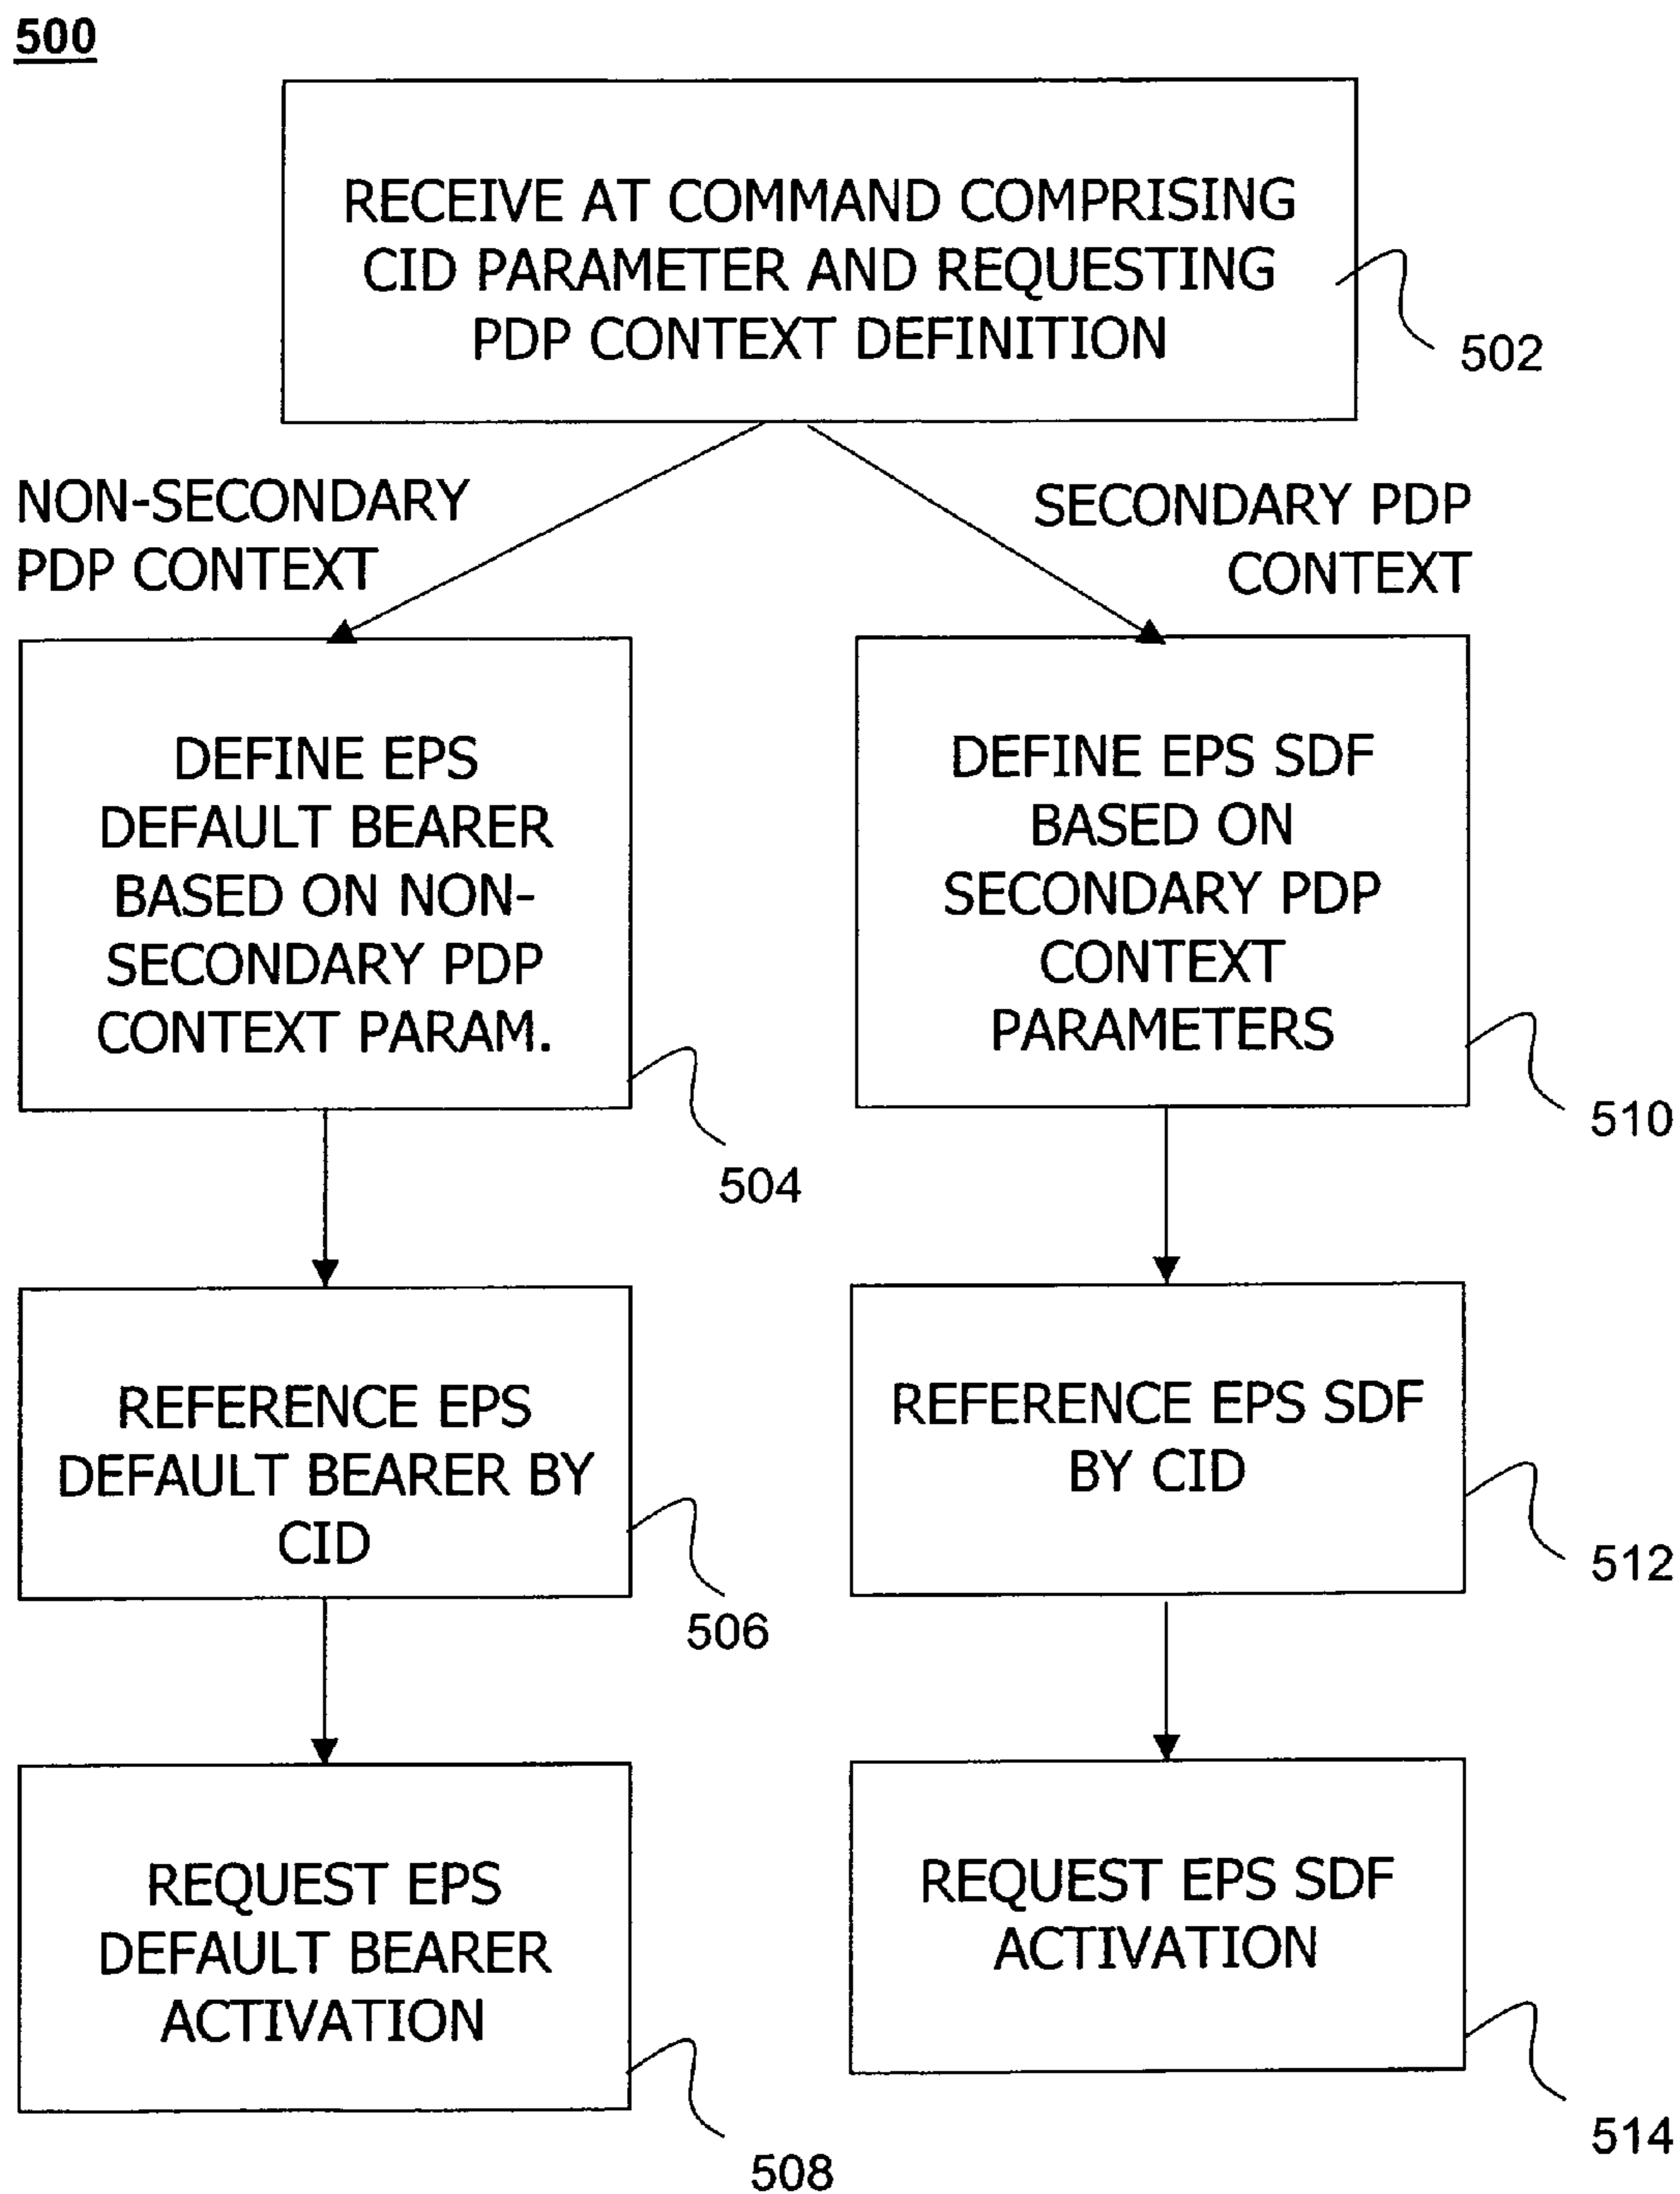 500
RECEIVE AT COMMAND COMPRISING
CID PARAMETER AND REQUESTING
PDP CONTEXT DEFINITION
502
NON-SECONDARY
PDP CONTEXT
SECONDARY PDP
CONTEXT
DEFINE EPS
DEFAULT BEARER
BASED ON NON-
SECONDARY PDP
CONTEXT PARAM.
504
DEFINE EPS SDF
BASED ON
SECONDARY PDP
CONTEXT
PARAMETERS
510
REFERENCE EPS
DEFAULT BEARER BY
CID
506
REFERENCE EPS SDF
BY CID
512
REQUEST EPS
DEFAULT BEARER
ACTIVATION
508
REQUEST EPS SDF
ACTIVATION
514